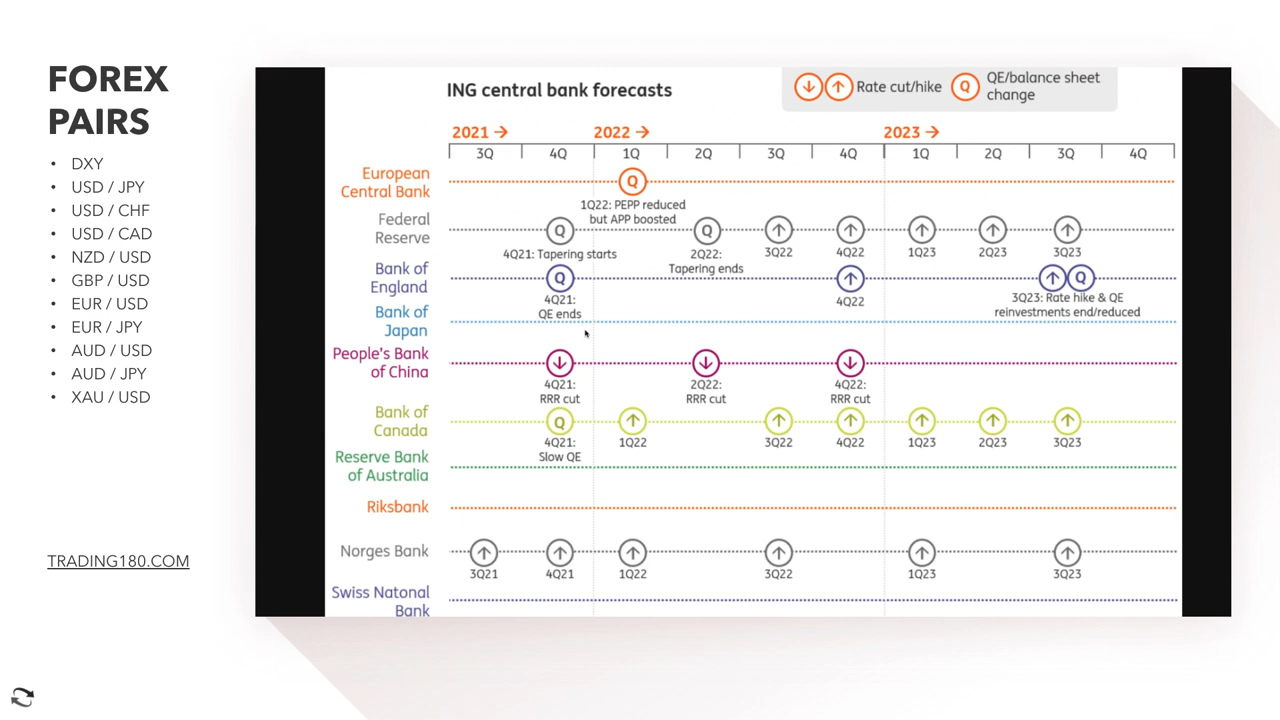 FOREX
PAIRS
• DXY
• USD / JPY
• USD / CHF
• USD / CAD
• NZD / USD
• GBP / USD
• EUR / USD
• EUR / JPY
• AUD / USD
• AUD / JPY
• XAU / USD
TRADING180.COM
ING central bank forecasts
Rate cut/hike
Q
QE/balance sheet
change
2021 → 2022 → 2023 →
3Q 4Q 1Q 2Q 3Q 4Q 1Q 2Q 3Q 4Q
European
Central Bank
Q
1Q22: PEPP reduced
but APP boosted
Federal
Reserve
Q Q
4Q21: Tapering starts
2Q22:
Tapering ends
3Q22 4Q22 1Q23 2Q23 3Q23
Bank of
England
Q Q
4Q21:
QE ends
4Q22
3Q23: Rate hike & QE
reinvestments end/reduced
Bank of
Japan
People's Bank
of China
4Q21:
RRR cut
2Q22:
RRR cut
4Q22:
RRR cut
Bank of
Canada
Q
4Q21:
Slow QE
1Q22 3Q22 4Q22 1Q23 2Q23 3Q23
Reserve Bank
of Australia
Riksbank
Norges Bank
3Q21 4Q21 1Q22 3Q22 1Q23 3Q23
Swiss Natonal
Bank